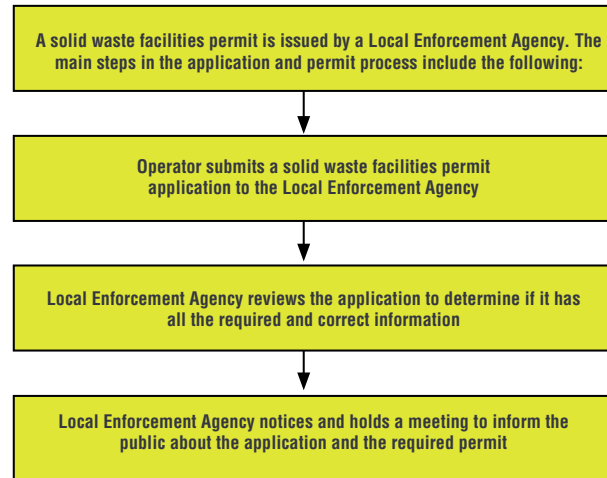 A solid waste facilities permit is issued by a Local Enforcement Agency. The
main steps in the application and permit process include the following:
Operator submits a solid waste facilities permit
application to the Local Enforcement Agency
Local Enforcement Agency reviews the application to determine if it has
all the required and correct information
Local Enforcement Agency notices and holds a meeting to inform the
public about the application and the required permit